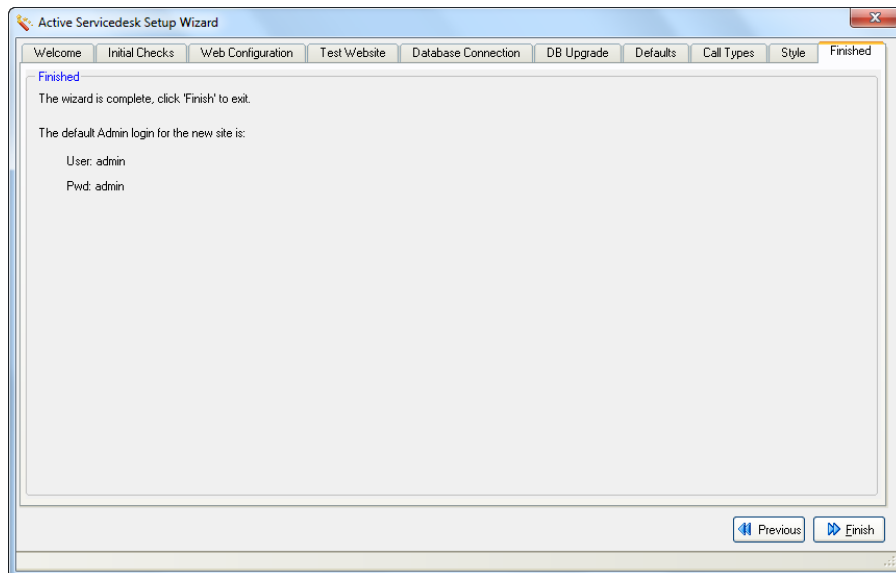 Active Servicedesk Setup Wizard
Welcome Initial Checks Web Configuration Test Website Database Connection DB Upgrade Defaults Call Types Style Finished
Finished
The wizard is complete, click 'Finish' to exit.
The default Admin login for the new site is:
User: admin
Pwd: admin
Previous Finish